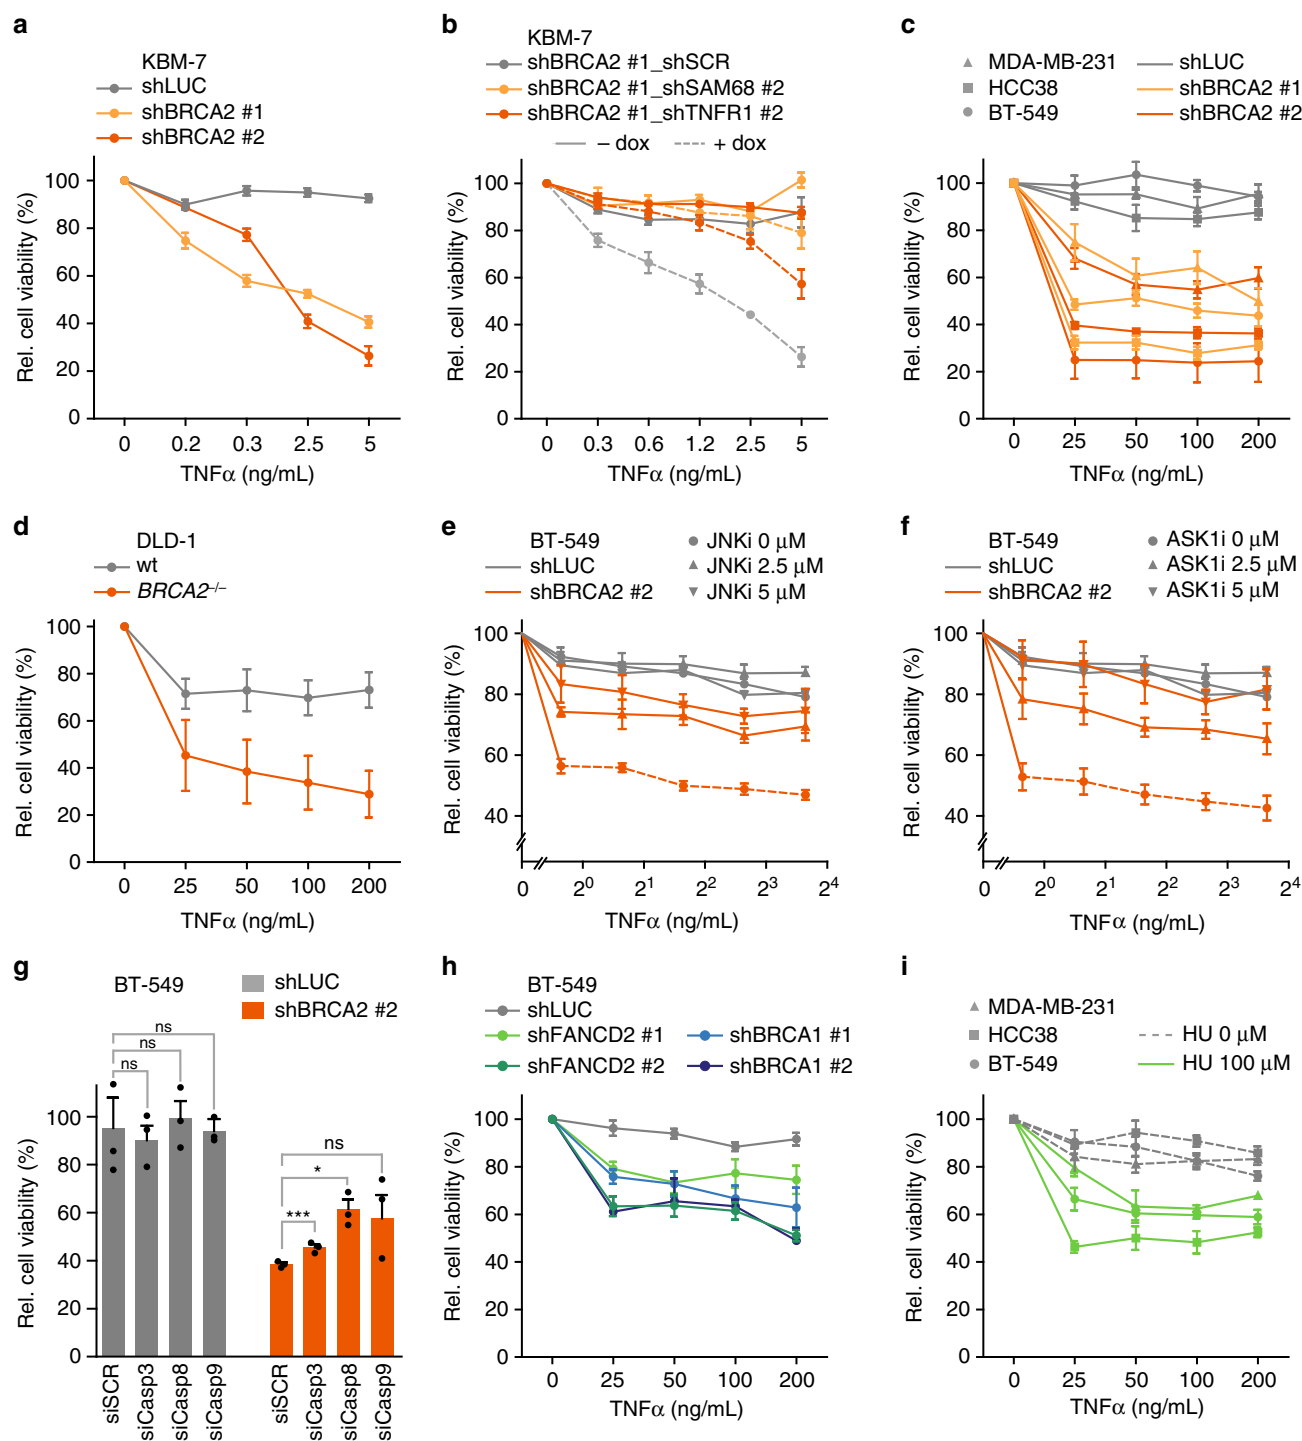 a
KBM-7
shLUC
shBRCA2 #1
shBRCA2 #2
Rel. cell viability (%)
100
80
60
40
20
0
0 0.2 0.3 2.5 5
TNFα (ng/mL)
b
KBM-7
shBRCA2 #1_shSCR
shBRCA2 #1_shSAM68 #2
shBRCA2 #1_shTNFR1 #2
– dox + dox
Rel. cell viability (%)
100
80
60
40
20
0
0 0.3 0.6 1.2 2.5 5
TNFα (ng/mL)
c
MDA-MB-231 shLUC
HCC38 shBRCA2 #1
BT-549 shBRCA2 #2
Rel. cell viability (%)
100
80
60
40
20
0
0 25 50 100 200
TNFα (ng/mL)
d
DLD-1
wt
BRCA2–/–
Rel. cell viability (%)
100
80
60
40
20
0
0 25 50 100 200
TNFα (ng/mL)
e
BT-549 JNKi 0 μM
shLUC JNKi 2.5 μM
shBRCA2 #2 JNKi 5 μM
Rel. cell viability (%)
100
80
60
40
0 2⁰ 2¹ 2² 2³ 2⁴
TNFα (ng/mL)
f
BT-549 ASK1i 0 μM
shLUC ASK1i 2.5 μM
shBRCA2 #2 ASK1i 5 μM
Rel. cell viability (%)
100
80
60
40
0 2⁰ 2¹ 2² 2³ 2⁴
TNFα (ng/mL)
g
BT-549
shLUC
shBRCA2 #2
ns
ns
ns
ns
*
***
Rel. cell viability (%)
100
80
60
40
20
0
siSCR siCasp3 siCasp8 siCasp9 siSCR siCasp3 siCasp8 siCasp9
h
BT-549
shLUC
shFANCD2 #1 shBRCA1 #1
shFANCD2 #2 shBRCA1 #2
Rel. cell viability (%)
100
80
60
40
20
0
0 25 50 100 200
TNFα (ng/mL)
i
MDA-MB-231
HCC38 HU 0 μM
BT-549 HU 100 μM
Rel. cell viability (%)
100
80
60
40
20
0
0 25 50 100 200
TNFα (ng/mL)